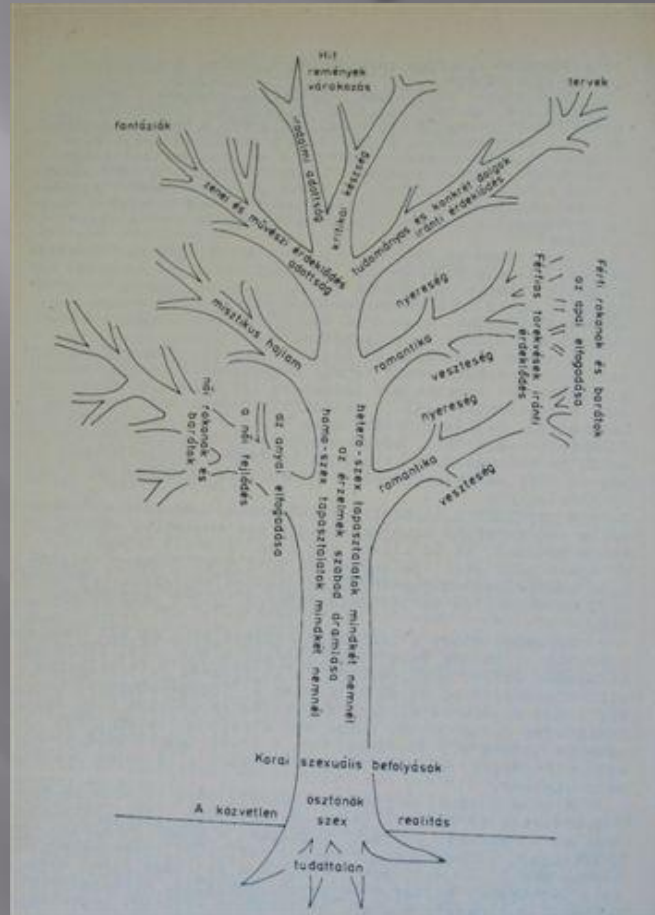 Hit
remények
várakozás
tervek
fantáziák
irodalmi adottság
kritikai készség
zenei és művészi érdeklődés
adottság
tudományos és konkrét dolgok
iránti érdeklődés
misztikus hajlam
nyereség
romantika
veszteség
nyereség
romantika
veszteség
Férfias törekvések iránti
érdeklődés
Férfi rokonok és barátok
az apai elfogadása
női rokonok és
barátok
a női fejlődés
az anyai elfogadása
hetero-szex tapasztalatok mindkét nemnél
az érzelmek szabad áramlása
homo-szex tapasztalatok mindkét nemnél
Korai szexuális befolyások
A közvetlen
ösztönök
szex
realitás
tudattalan